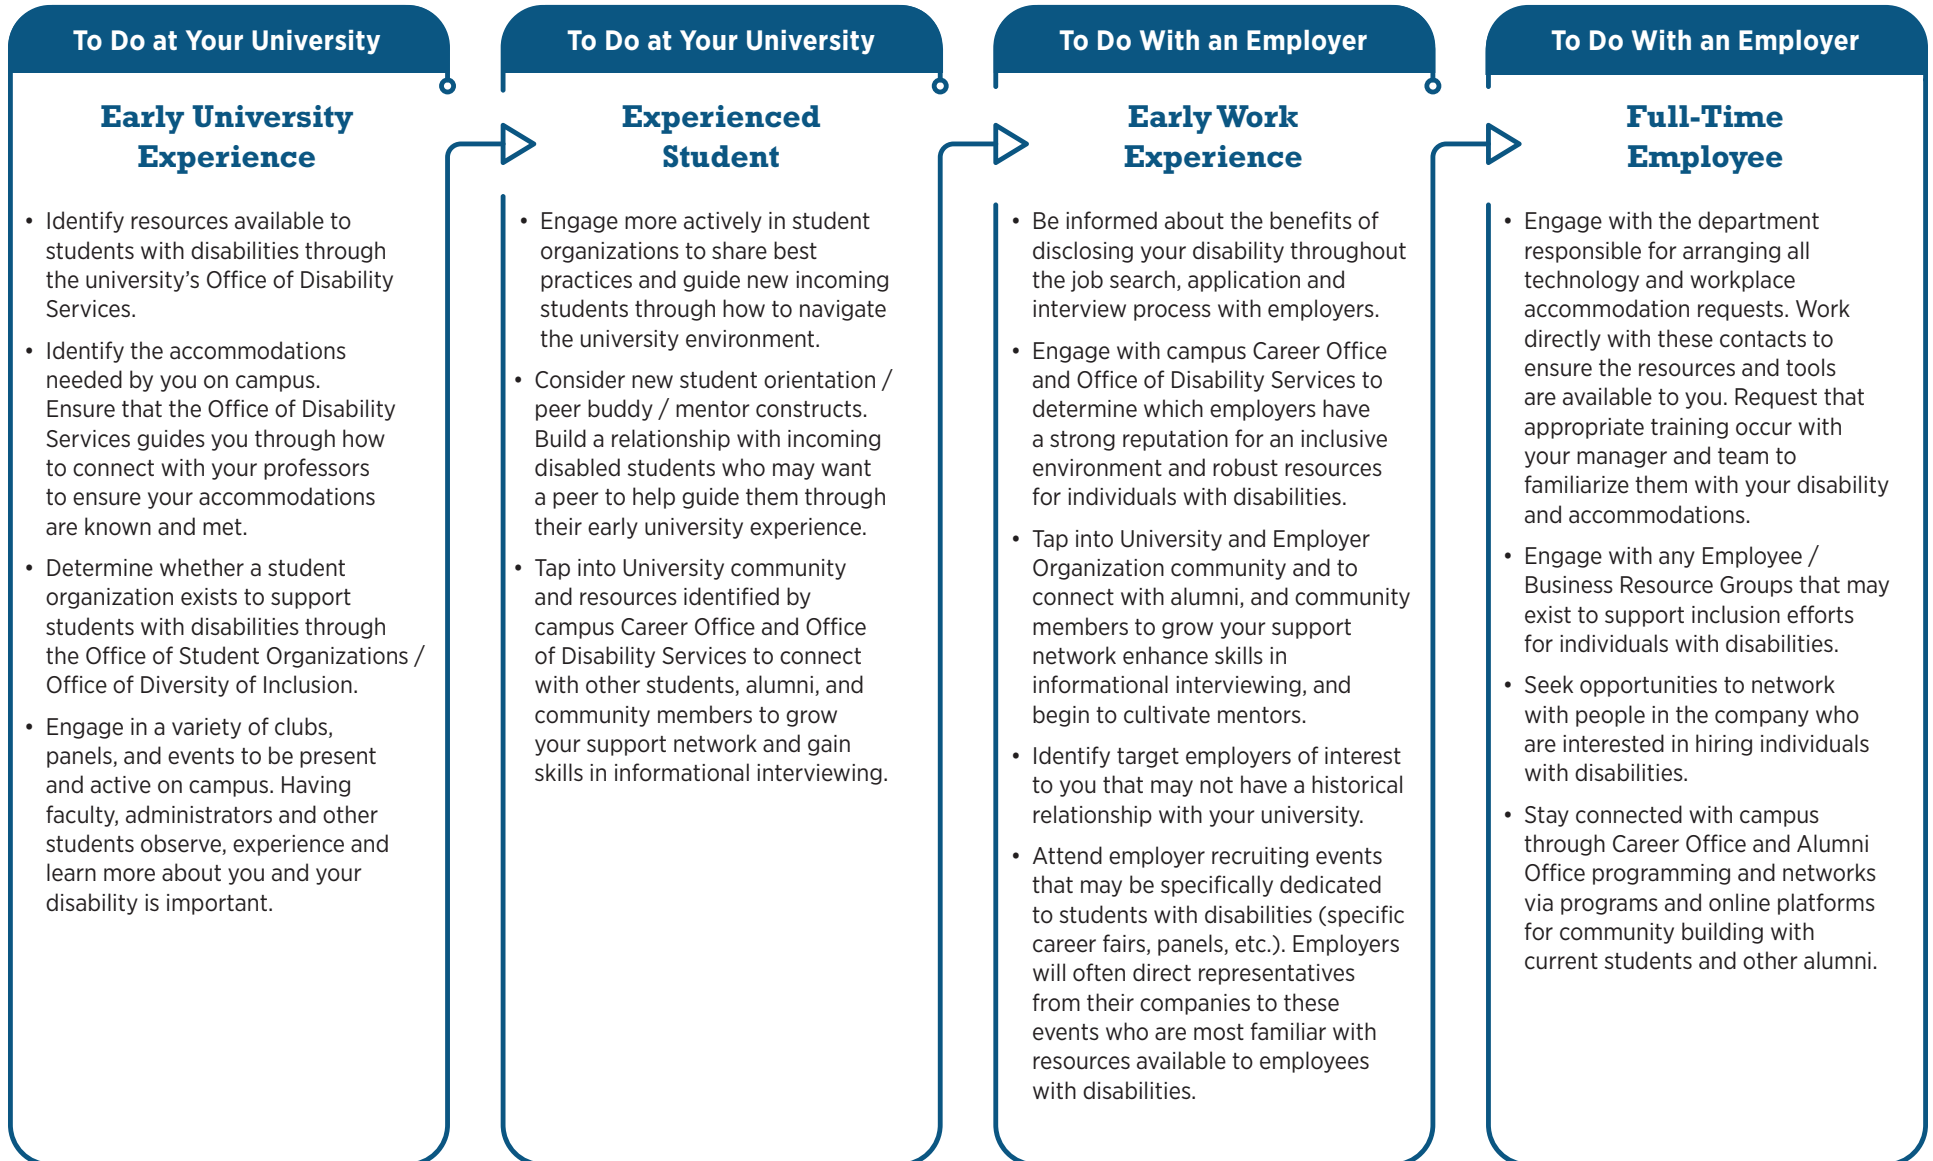 To Do at Your University
Early University
Experience
• Identify resources available to
students with disabilities through
the university’s Office of Disability
Services.
• Identify the accommodations
needed by you on campus.
Ensure that the Office of Disability
Services guides you through how
to connect with your professors
to ensure your accommodations
are known and met.
• Determine whether a student
organization exists to support
students with disabilities through
the Office of Student Organizations /
Office of Diversity of Inclusion.
• Engage in a variety of clubs,
panels, and events to be present
and active on campus. Having
faculty, administrators and other
students observe, experience and
learn more about you and your
disability is important.
To Do at Your University
Experienced
Student
• Engage more actively in student
organizations to share best
practices and guide new incoming
students through how to navigate
the university environment.
• Consider new student orientation /
peer buddy / mentor constructs.
Build a relationship with incoming
disabled students who may want
a peer to help guide them through
their early university experience.
• Tap into University community
and resources identified by
campus Career Office and Office
of Disability Services to connect
with other students, alumni, and
community members to grow
your support network and gain
skills in informational interviewing.
To Do With an Employer
Early Work
Experience
• Be informed about the benefits of
disclosing your disability throughout
the job search, application and
interview process with employers.
• Engage with campus Career Office
and Office of Disability Services to
determine which employers have
a strong reputation for an inclusive
environment and robust resources
for individuals with disabilities.
• Tap into University and Employer
Organization community and to
connect with alumni, and community
members to grow your support
network enhance skills in
informational interviewing, and
begin to cultivate mentors.
• Identify target employers of interest
to you that may not have a historical
relationship with your university.
• Attend employer recruiting events
that may be specifically dedicated
to students with disabilities (specific
career fairs, panels, etc.). Employers
will often direct representatives
from their companies to these
events who are most familiar with
resources available to employees
with disabilities.
To Do With an Employer
Full-Time
Employee
• Engage with the department
responsible for arranging all
technology and workplace
accommodation requests. Work
directly with these contacts to
ensure the resources and tools
are available to you. Request that
appropriate training occur with
your manager and team to
familiarize them with your disability
and accommodations.
• Engage with any Employee /
Business Resource Groups that may
exist to support inclusion efforts
for individuals with disabilities.
• Seek opportunities to network
with people in the company who
are interested in hiring individuals
with disabilities.
• Stay connected with campus
through Career Office and Alumni
Office programming and networks
via programs and online platforms
for community building with
current students and other alumni.